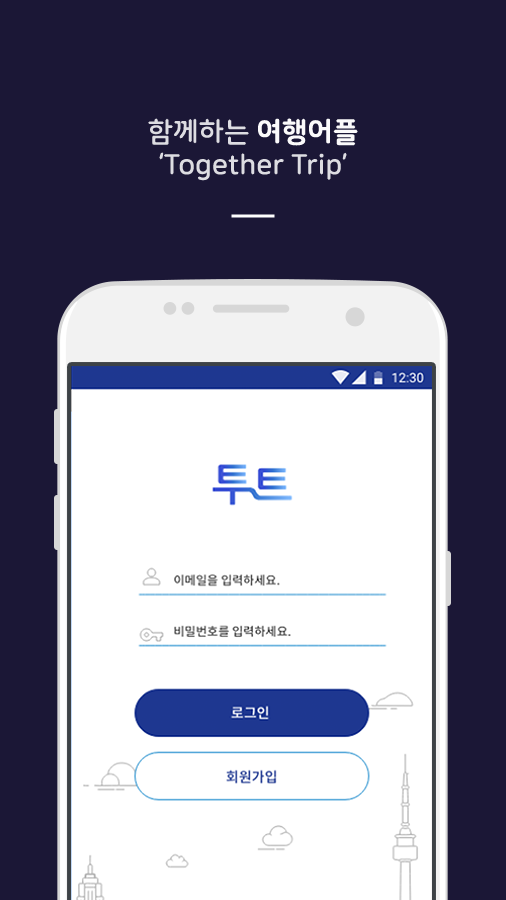 함께하는 여행어플
‘Together Trip’
12:30
투트
이메일을 입력하세요.
비밀번호를 입력하세요.
로그인
회원가입